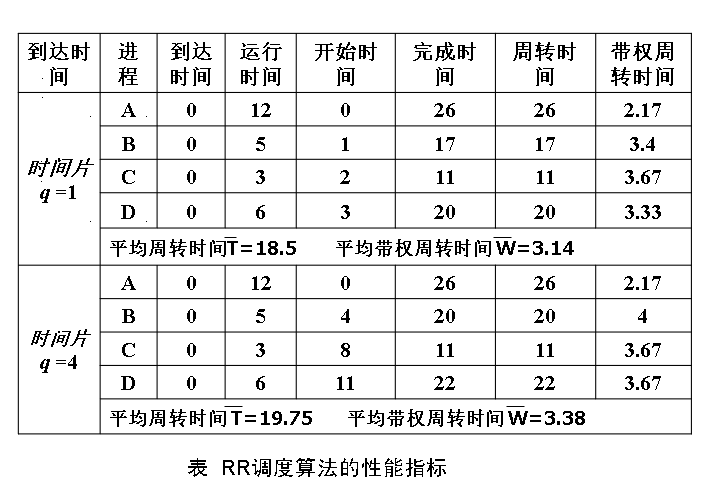 到达时间 进程 到达时间 运行时间 开始时间 完成时间 周转时间 带权周转时间
时间片 q =1
A 0 12 0 26 26 2.17
B 0 5 1 17 17 3.4
C 0 3 2 11 11 3.67
D 0 6 3 20 20 3.33
平均周转时间T̅=18.5 平均带权周转时间W̅=3.14
时间片 q =4
A 0 12 0 26 26 2.17
B 0 5 4 20 20 4
C 0 3 8 11 11 3.67
D 0 6 11 22 22 3.67
平均周转时间T̅=19.75 平均带权周转时间W̅=3.38
表 RR调度算法的性能指标